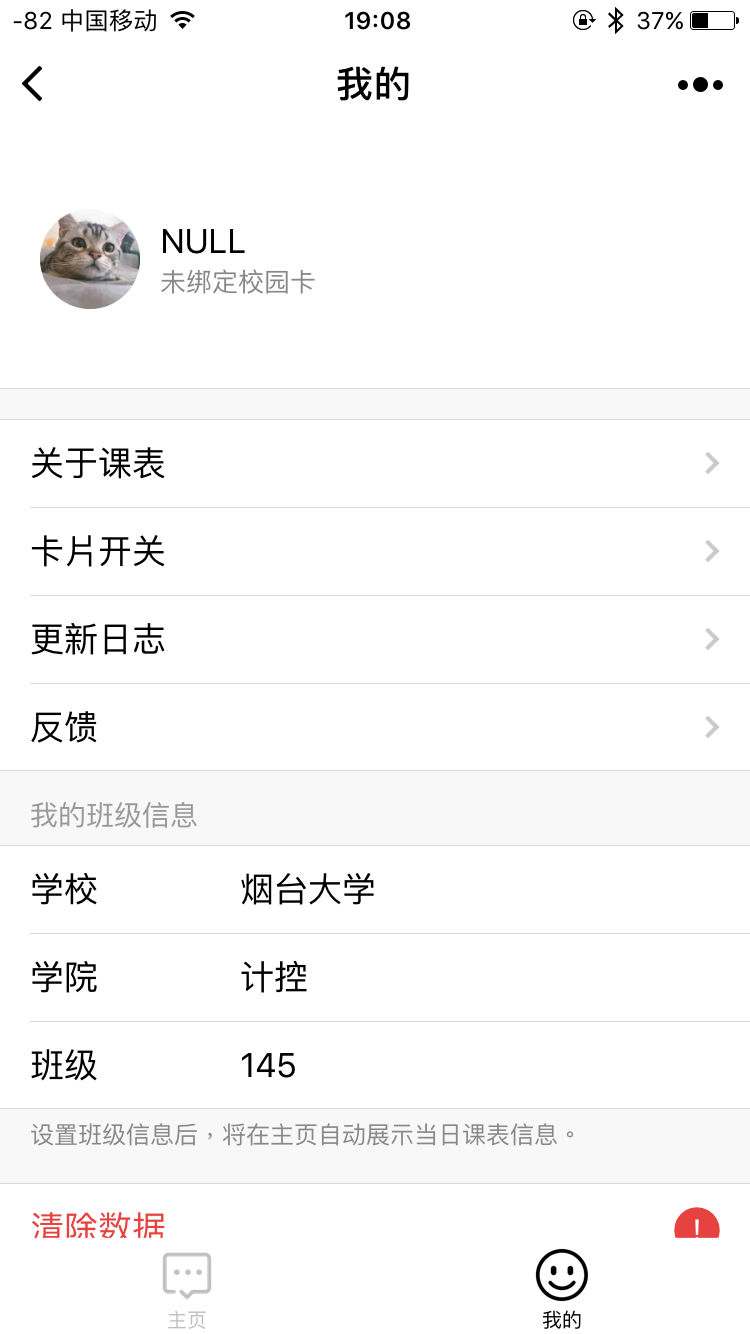 -82 中国移动 19:08 37%
我的
NULL
未绑定校园卡
关于课表
卡片开关
更新日志
反馈
我的班级信息
学校 烟台大学
学院 计控
班级 145
设置班级信息后，将在主页自动展示当日课表信息。
清除数据 !
主页 我的